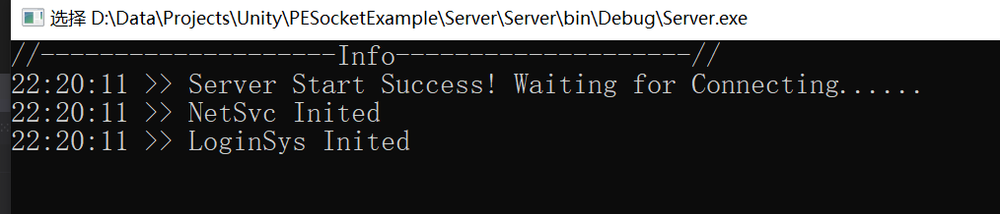 选择 D:\Data\Projects\Unity\PESocketExample\Server\Server\bin\Debug\Server.exe
//--------------------Info--------------------//
22:20:11 >> Server Start Success! Waiting for Connecting......
22:20:11 >> NetSvc Inited
22:20:11 >> LoginSys Inited